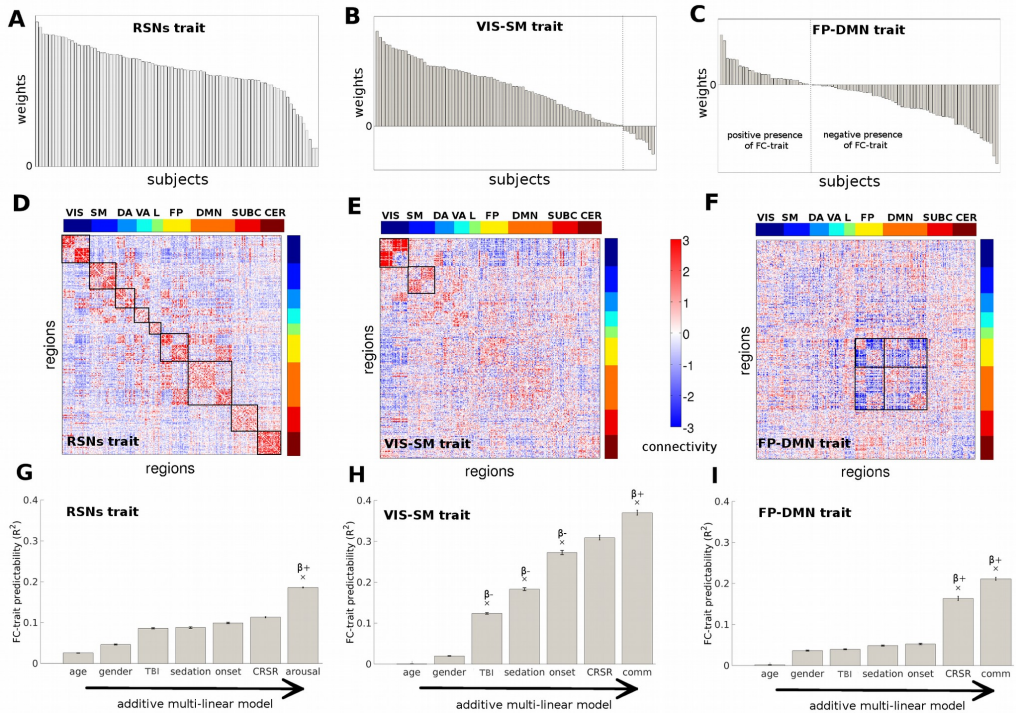 A
RSNs trait
weights
0
subjects
B
VIS-SM trait
weights
0
subjects
C
FP-DMN trait
weights
0
positive presence
of FC-trait
negative presence
of FC-trait
subjects
D
VIS SM DA VA L FP DMN SUBC CER
regions
RSNs trait
regions
E
VIS SM DA VA L FP DMN SUBC CER
regions
VIS-SM trait
regions
3
2
1
0
-1
-2
-3
connectivity
F
VIS SM DA VA L FP DMN SUBC CER
FP-DMN trait
regions
G
RSNs trait
FC-trait predictability (R²)
0.4
0.3
0.2
0.1
0
β+
×
age gender TBI sedation onset CRSR arousal
additive multi-linear model
H
VIS-SM trait
FC-trait predictability (R²)
0.4
0.3
0.2
0.1
0
β-
×
β-
×
β-
×
β+
×
age gender TBI sedation onset CRSR comm
additive multi-linear model
I
FP-DMN trait
FC-trait predictability (R²)
0.4
0.3
0.2
0.1
0
β+
×
β+
×
age gender TBI sedation onset CRSR comm
additive multi-linear model